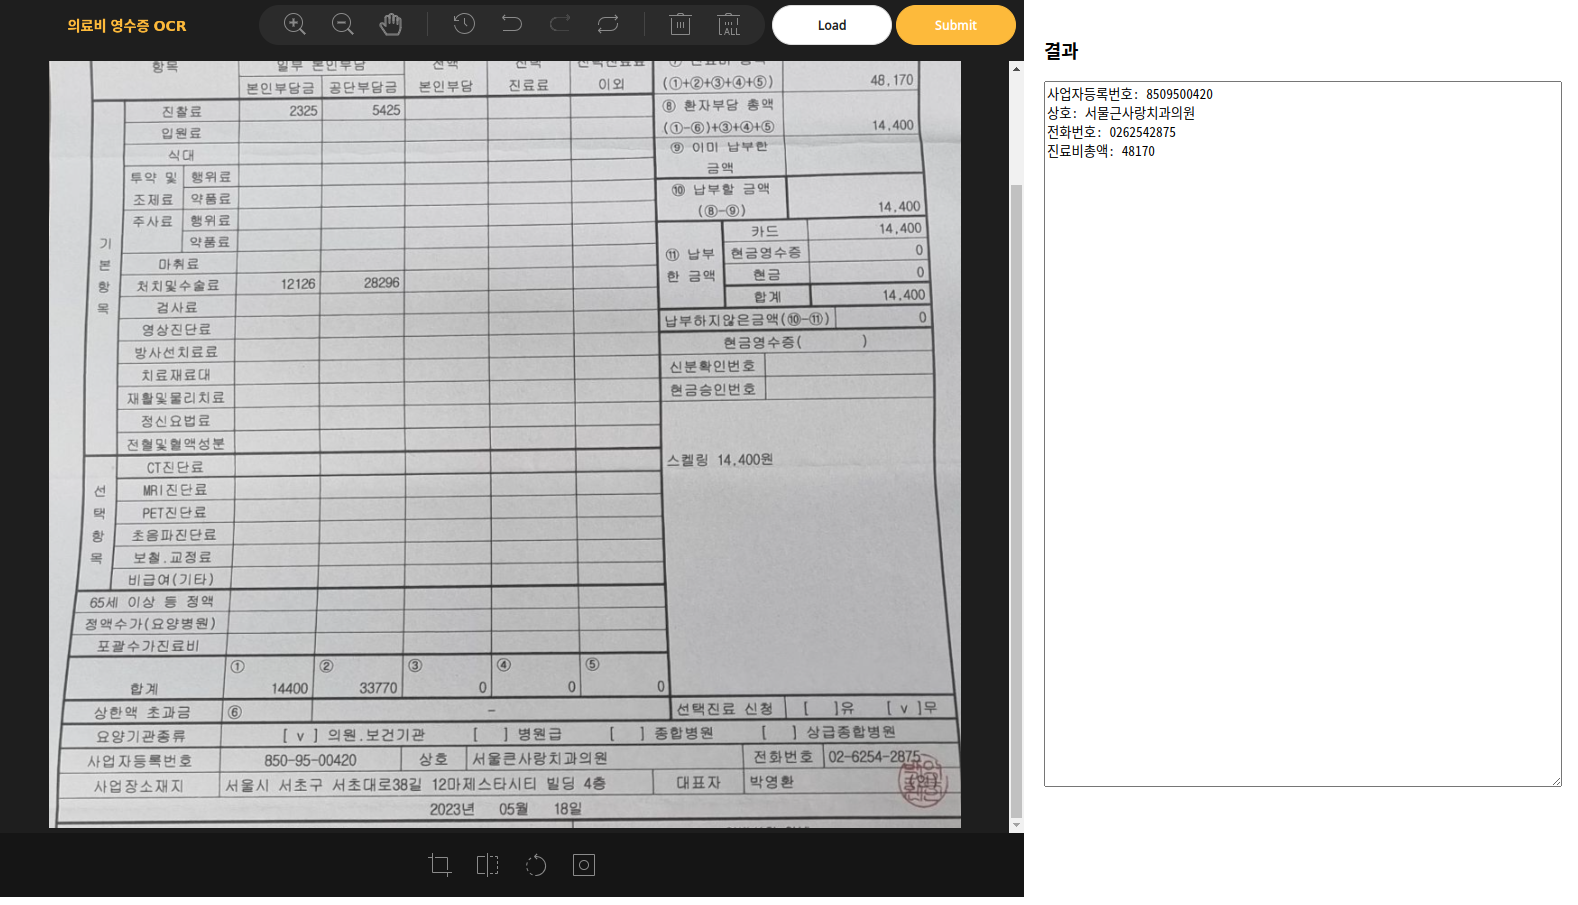 의료비 영수증 OCR
ALL
Load
Submit
결과
사업자등록번호: 8509500420
상호: 서울근사랑치과의원
전화번호: 0262542875
진료비총액: 48170
항목
일부 본인부담
본인부담금 공단부담금 본인부담 진료료 이외
(①+②+③+④+⑤) 48,170
진찰료 2325 5425
⑧ 환자부담 총액
(①-⑥)+③+④+⑤ 14,400
입원료
식대
⑨ 이미 납부한
금액
투약 및 행위료
조제료 약품료
⑩ 납부할 금액
(⑧-⑨) 14,400
주사료 행위료
약품료
마취료
⑪ 납부
한 금액
카드 14,400
현금영수증 0
현금 0
합계 14,400
기
본
항
목
처치및수술료 12126 28296
검사료
영상진단료
방사선치료료
치료재료대
재활및물리치료
정신요법료
전혈및혈액성분
납부하지않은금액(⑩-⑪) 0
현금영수증( )
신분확인번호
현금승인번호
스켈링 14,400원
선
택
항
목
CT진단료
MRI진단료
PET진단료
초음파진단료
보철.교정료
비급여(기타)
65세 이상 등 정액
정액수가(요양병원)
포괄수가진료비
① ② ③ ④ ⑤
합계 14400 33770 0 0 0
상한액 초과금 ⑥ - 선택진료 신청 [ ]유 [ v ]무
요양기관종류 [ v ] 의원.보건기관 [ ] 병원급 [ ] 종합병원 [ ] 상급종합병원
사업자등록번호 850-95-00420 상호 서울큰사랑치과의원 전화번호 02-6254-2875
사업장소재지 서울시 서초구 서초대로38길 12마제스타시티 빌딩 4층 대표자 박영환 (인)
2023년 05월 18일